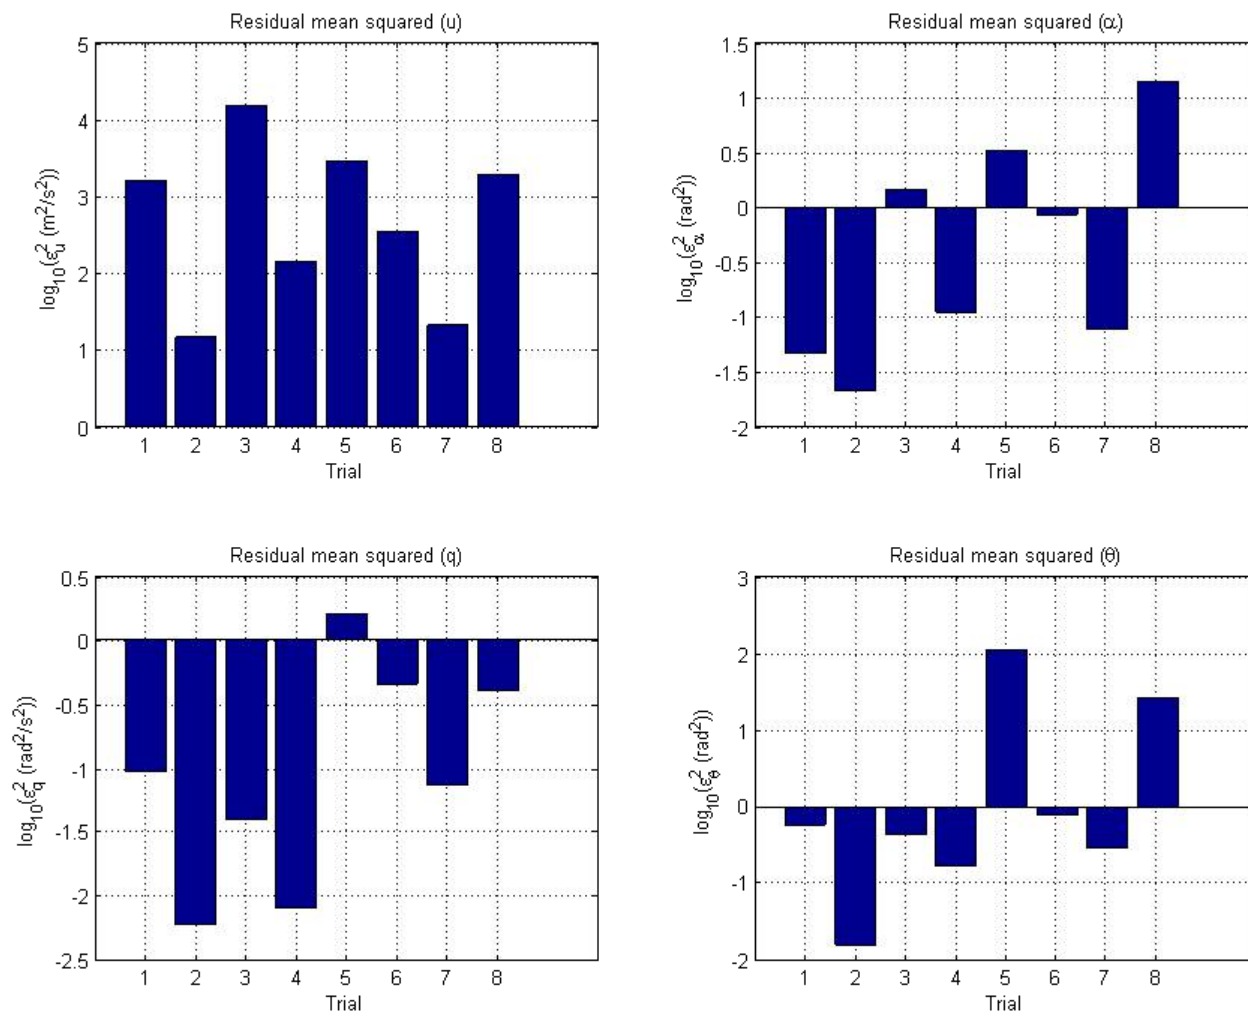 Residual mean squared (u)
log₁₀(ε²ᵤ (m²/s²))
5
4
3
2
1
0
1 2 3 4 5 6 7 8
Trial
Residual mean squared (α)
log₁₀(ε²_α (rad²))
1.5
1
0.5
0
-0.5
-1
-1.5
-2
1 2 3 4 5 6 7 8
Trial
Residual mean squared (q)
log₁₀(ε²_q (rad²/s²))
0.5
0
-0.5
-1
-1.5
-2
-2.5
1 2 3 4 5 6 7 8
Trial
Residual mean squared (θ)
log₁₀(ε²_θ (rad²))
3
2
1
0
-1
-2
1 2 3 4 5 6 7 8
Trial